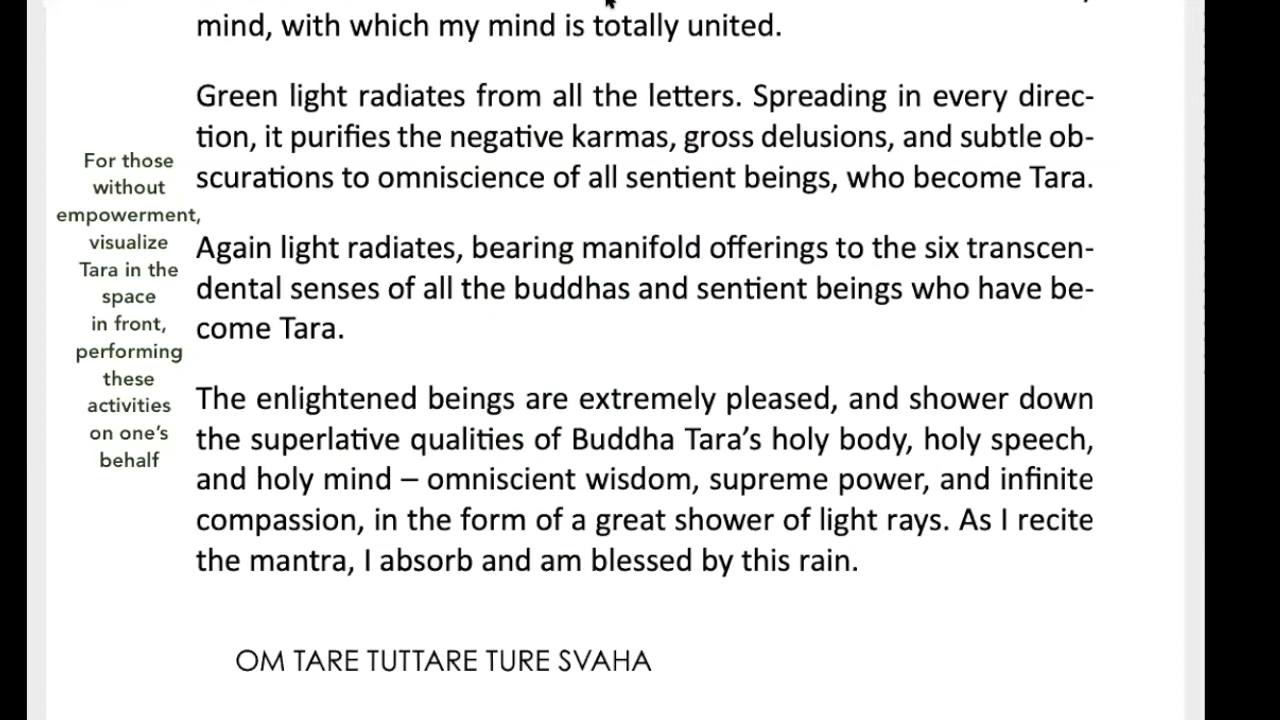 mind, with which my mind is totally united.
Green light radiates from all the letters. Spreading in every direc-
tion, it purifies the negative karmas, gross delusions, and subtle ob-
scurations to omniscience of all sentient beings, who become Tara.
Again light radiates, bearing manifold offerings to the six transcen-
dental senses of all the buddhas and sentient beings who have be-
come Tara.
For those
without
empowerment,
visualize
Tara in the
space
in front,
performing
these
activities
on one’s
behalf
The enlightened beings are extremely pleased, and shower down
the superlative qualities of Buddha Tara’s holy body, holy speech,
and holy mind – omniscient wisdom, supreme power, and infinite
compassion, in the form of a great shower of light rays. As I recite
the mantra, I absorb and am blessed by this rain.
OM TARE TUTTARE TURE SVAHA